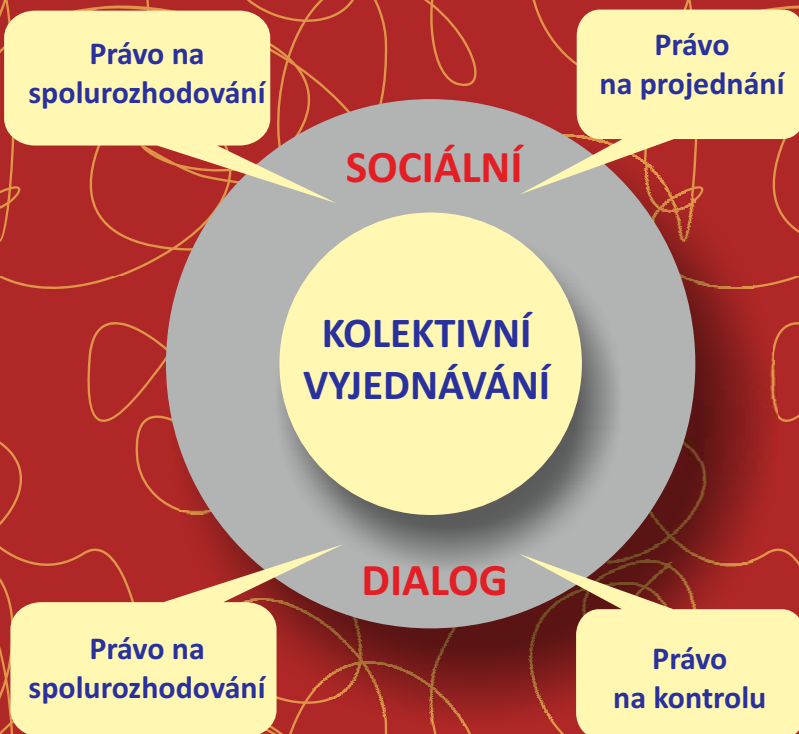 Právo na
spolurozhodování
Právo
na projednání
SOCIÁLNÍ
KOLEKTIVNÍ
VYJEDNÁVÁNÍ
DIALOG
Právo na
spolurozhodování
Právo
na kontrolu